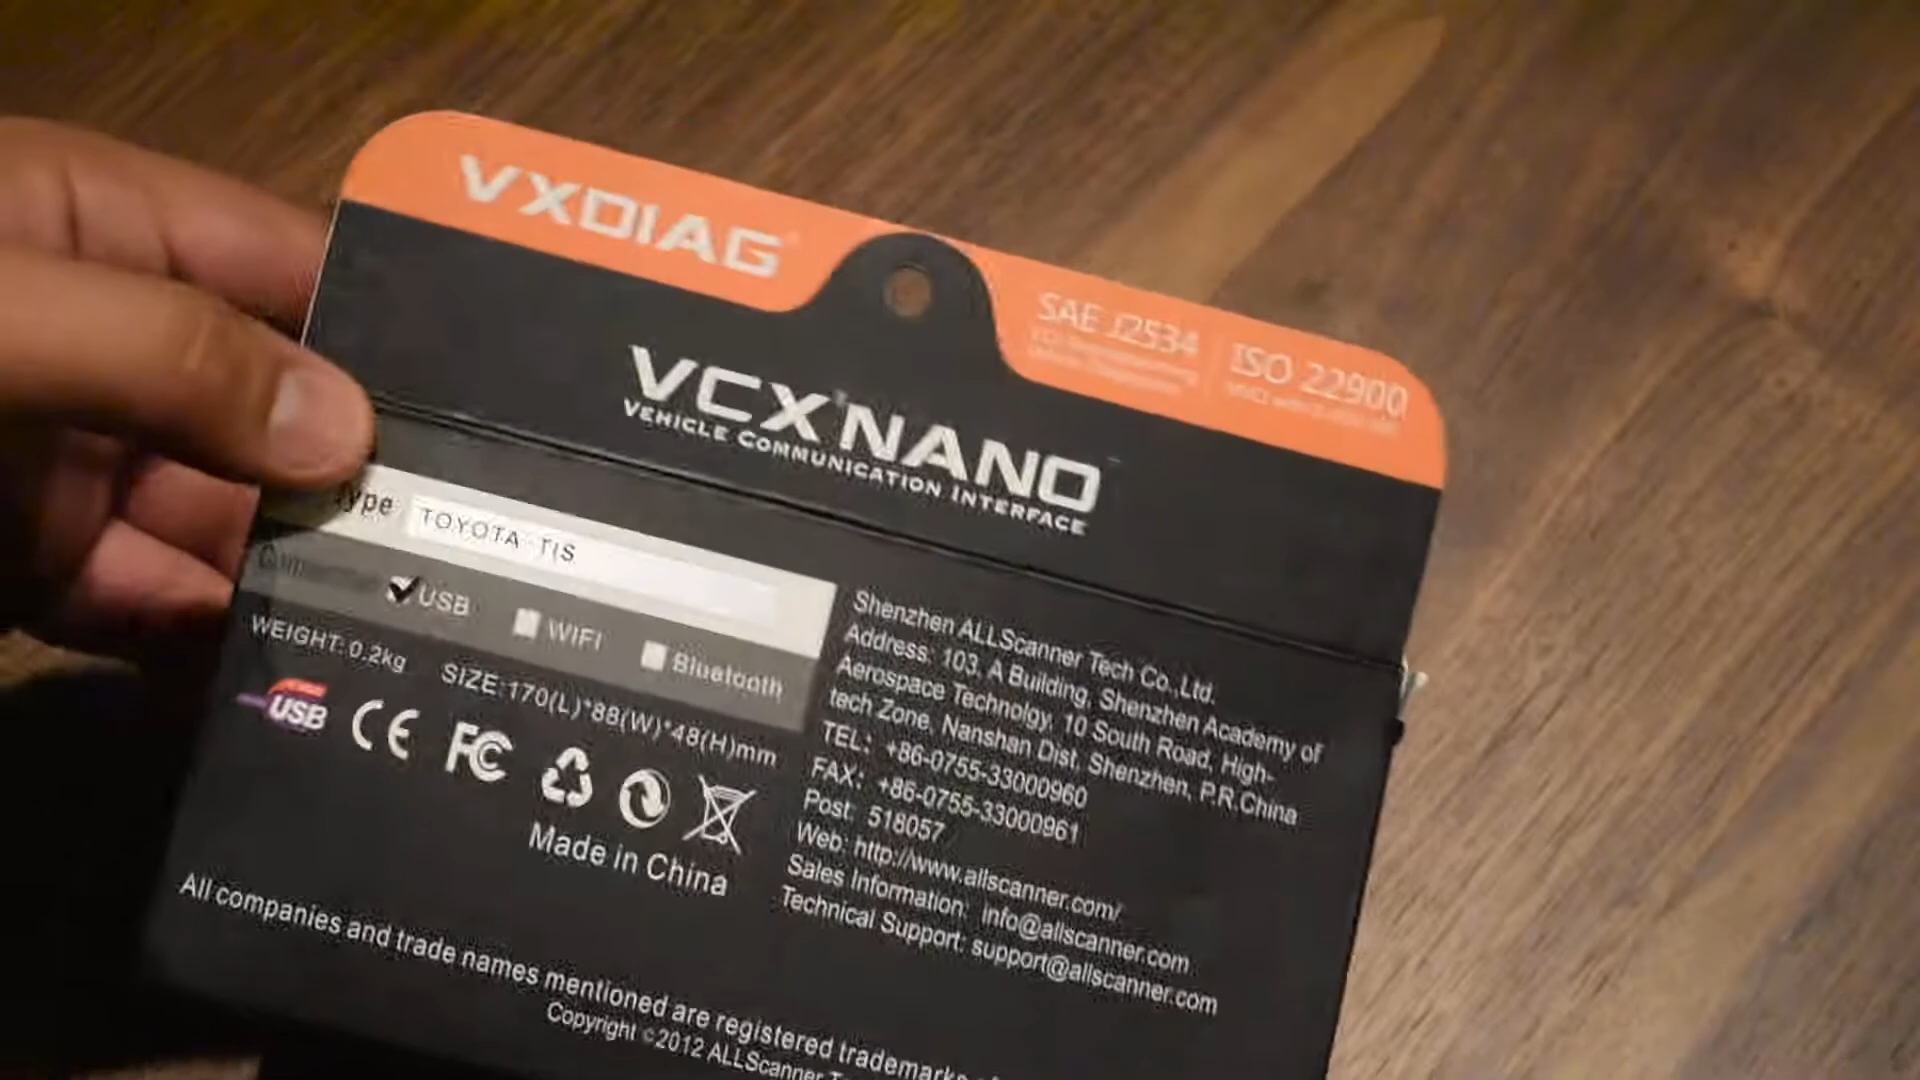 VXDIAG
SAE J2534
ISO 22900
VCX NANO
VEHICLE COMMUNICATION INTERFACE
Type TOYOTA TIS
USB WIFI Bluetooth
WEIGHT: 0.2kg SIZE:170(L)*88(W)*48(H)mm
USB CE FC
Made in China
Shenzhen ALLScanner Tech Co.,Ltd.
Address: 103, A Building, Shenzhen Academy of
Aerospace Technolgy, 10 South Road, High-
tech Zone, Nanshan Dist. Shenzhen, P.R.China
TEL: +86-0755-33000960
FAX: +86-0755-33000961
Post: 518057
Web: http://www.allscanner.com/
Sales Information: info@allscanner.com
Technical Support: support@allscanner.com
All companies and trade names mentioned are registered trademarks
Copyright ©2012 ALLScanner